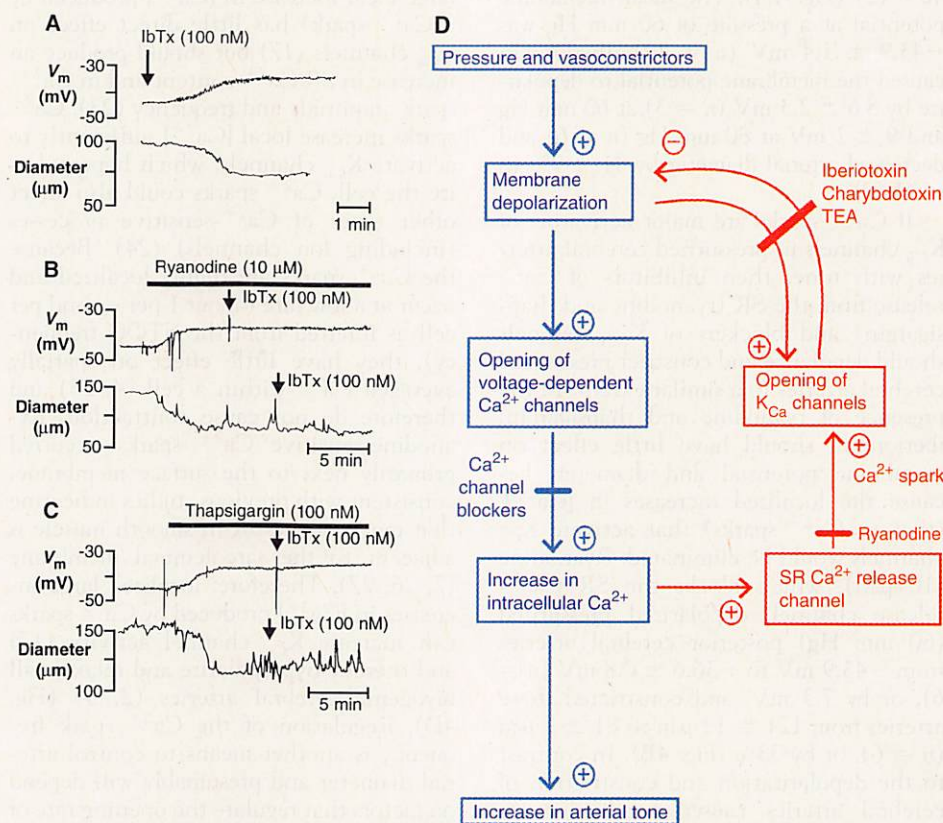 A
IbTx (100 nM)
-30
Vm
(mV)
-50
100
Diameter
(μm)
50
1 min
B
Ryanodine (10 μM)
IbTx (100 nM)
-30
Vm
(mV)
-50
150
IbTx (100 nM)
Diameter
(μm)
50
5 min
C
Thapsigargin (100 nM)
IbTx (100 nM)
-30
Vm
(mV)
-50
150
IbTx (100 nM)
Diameter
(μm)
100
5 min
D
Pressure and vasoconstrictors
+
−
Membrane
depolarization
Iberiotoxin
Charybdotoxin
TEA
+
+
Opening of
voltage-dependent
Ca2+ channels
Opening of
KCa channels
+
Ca2+ spark
Ca2+
channel
blockers
Ryanodine
+
Increase in
intracellular Ca2+
+
SR Ca2+ release
channel
+
Increase in arterial tone